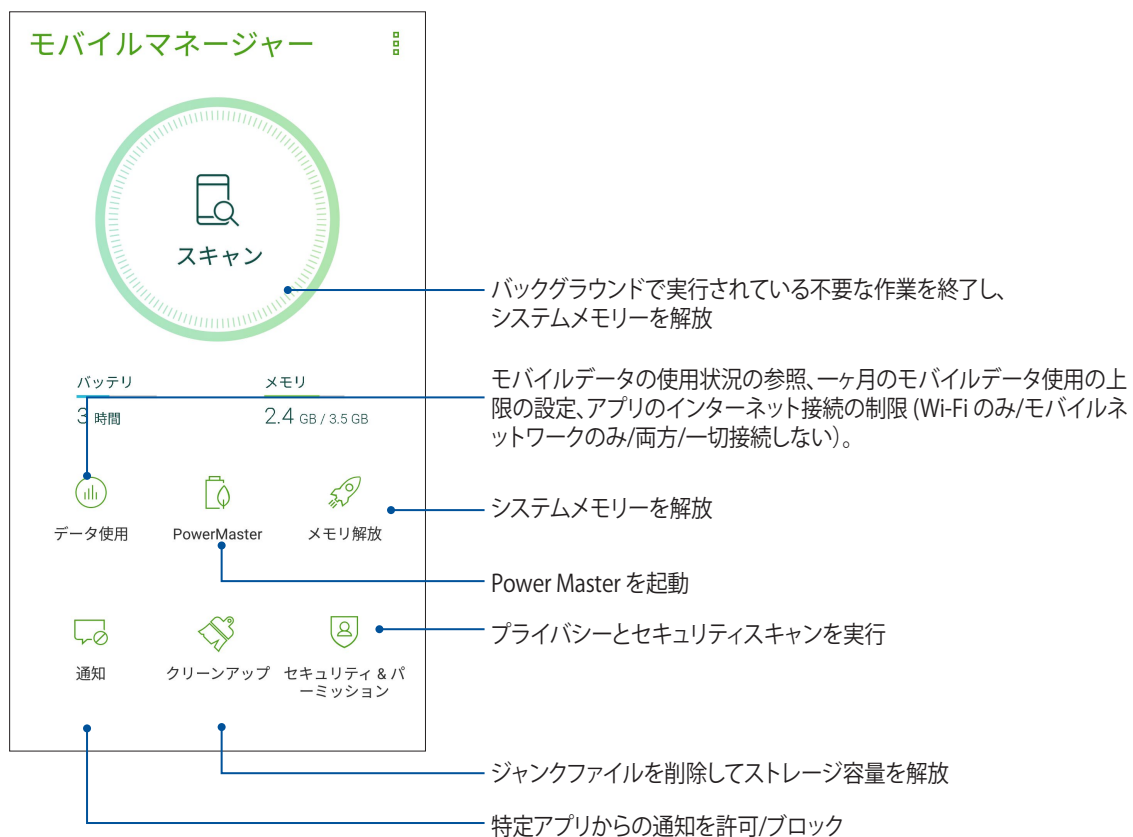 モバイルマネージャー
スキャン
バックグラウンドで実行されている不要な作業を終了し、
システムメモリーを解放
バッテリ
メモリ
3 時間
2.4 GB / 3.5 GB
モバイルデータの使用状況の参照、一ヶ月のモバイルデータ使用の上
限の設定、アプリのインターネット接続の制限 (Wi-Fi のみ/モバイルネ
ットワークのみ/両方/一切接続しない）。
データ使用
PowerMaster
メモリ解放
システムメモリーを解放
Power Master を起動
プライバシーとセキュリティスキャンを実行
通知
クリーンアップ
セキュリティ & パ
ーミッション
ジャンクファイルを削除してストレージ容量を解放
特定アプリからの通知を許可/ブロック